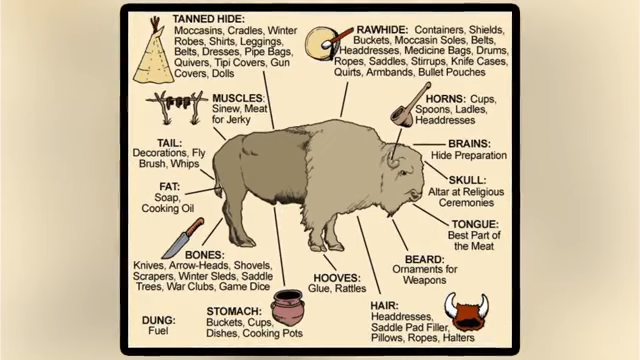 TANNED HIDE:
Moccasins, Cradles, Winter
Robes, Shirts, Leggings,
Belts, Dresses, Pipe Bags,
Quivers, Tipi Covers, Gun
Covers, Dolls
RAWHIDE: Containers, Shields,
Buckets, Moccasin Soles, Belts,
Headdresses, Medicine Bags, Drums,
Ropes, Saddles, Stirrups, Knife Cases,
Quirts, Armbands, Bullet Pouches
MUSCLES:
Sinew, Meat
for Jerky
HORNS: Cups,
Spoons, Ladles,
Headdresses
TAIL:
Decorations, Fly
Brush, Whips
BRAINS:
Hide Preparation
FAT:
Soap,
Cooking Oil
SKULL:
Altar at Religious
Ceremonies
TONGUE:
Best Part of
the Meat
BONES:
Knives, Arrow-Heads, Shovels,
Scrapers, Winter Sleds, Saddle
Trees, War Clubs, Game Dice
BEARD:
Ornaments for
Weapons
HOOVES:
Glue, Rattles
DUNG:
Fuel
STOMACH:
Buckets, Cups,
Dishes, Cooking Pots
HAIR:
Headdresses,
Saddle Pad Filler,
Pillows, Ropes, Halters